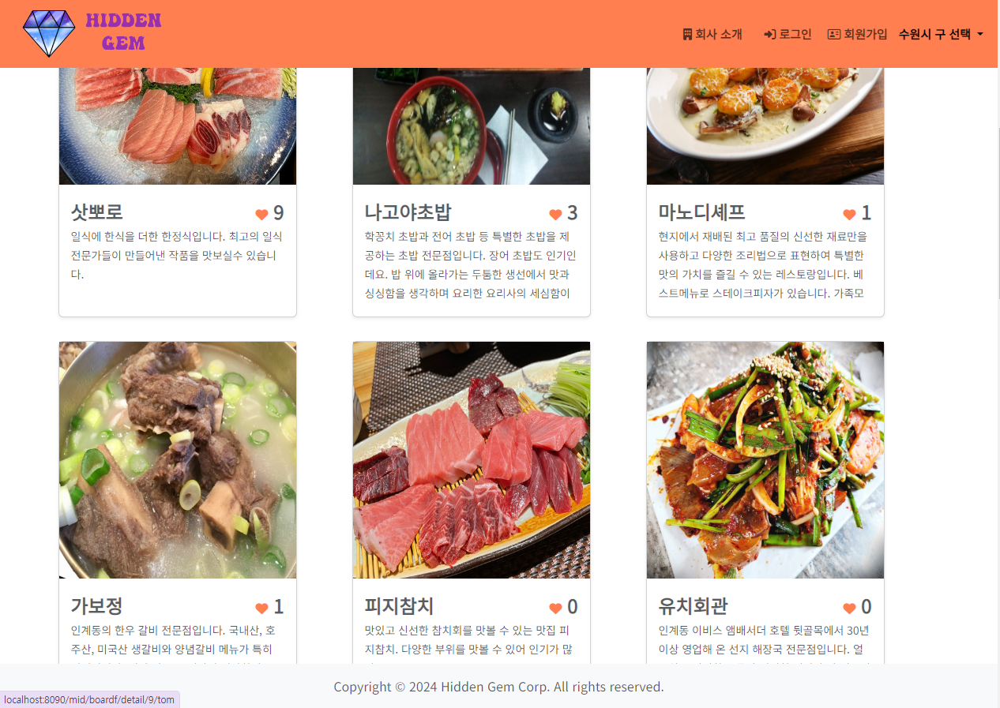 HIDDEN
GEM
회사 소개
로그인
회원가입
수원시 구 선택
삿뽀로
9
일식에 한식을 더한 한정식입니다. 최고의 일식
전문가들이 만들어낸 작품을 맛보실수 있습니
다.
나고야초밥
3
학꽁치 초밥과 전어 초밥 등 특별한 초밥을 제
공하는 초밥 전문점입니다. 장어 초밥도 인기인
데요. 밥 위에 올라가는 두툼한 생선에서 맛과
싱싱함을 생각하며 요리한 요리사의 세심함이
마노디셰프
1
현지에서 재배된 최고 품질의 신선한 재료만을
사용하고 다양한 조리법으로 표현하여 특별한
맛의 가치를 즐길 수 있는 레스토랑입니다. 베
스트메뉴로 스테이크피자가 있습니다. 가족모
가보정
1
인계동의 한우 갈비 전문점입니다. 국내산, 호
주산, 미국산 생갈비와 양념갈비 메뉴가 특히
피지참치
0
맛있고 신선한 참치회를 맛볼 수 있는 맛집 피
지참치. 다양한 부위를 맛볼 수 있어 인기가 많
유치회관
0
인계동 이비스 앰배서더 호텔 뒷골목에서 30년
이상 영업해 온 선지 해장국 전문점입니다. 얼
Copyright © 2024 Hidden Gem Corp. All rights reserved.
localhost:8090/mid/boardf/detail/9/tom